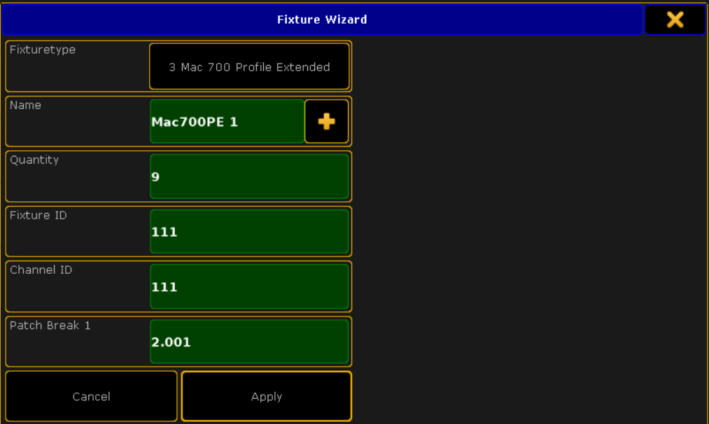 Fixture Wizard
Fixturetype
3 Mac 700 Profile Extended
Name
Mac700PE 1
Quantity
9
Fixture ID
111
Channel ID
111
Patch Break 1
2.001
Cancel
Apply